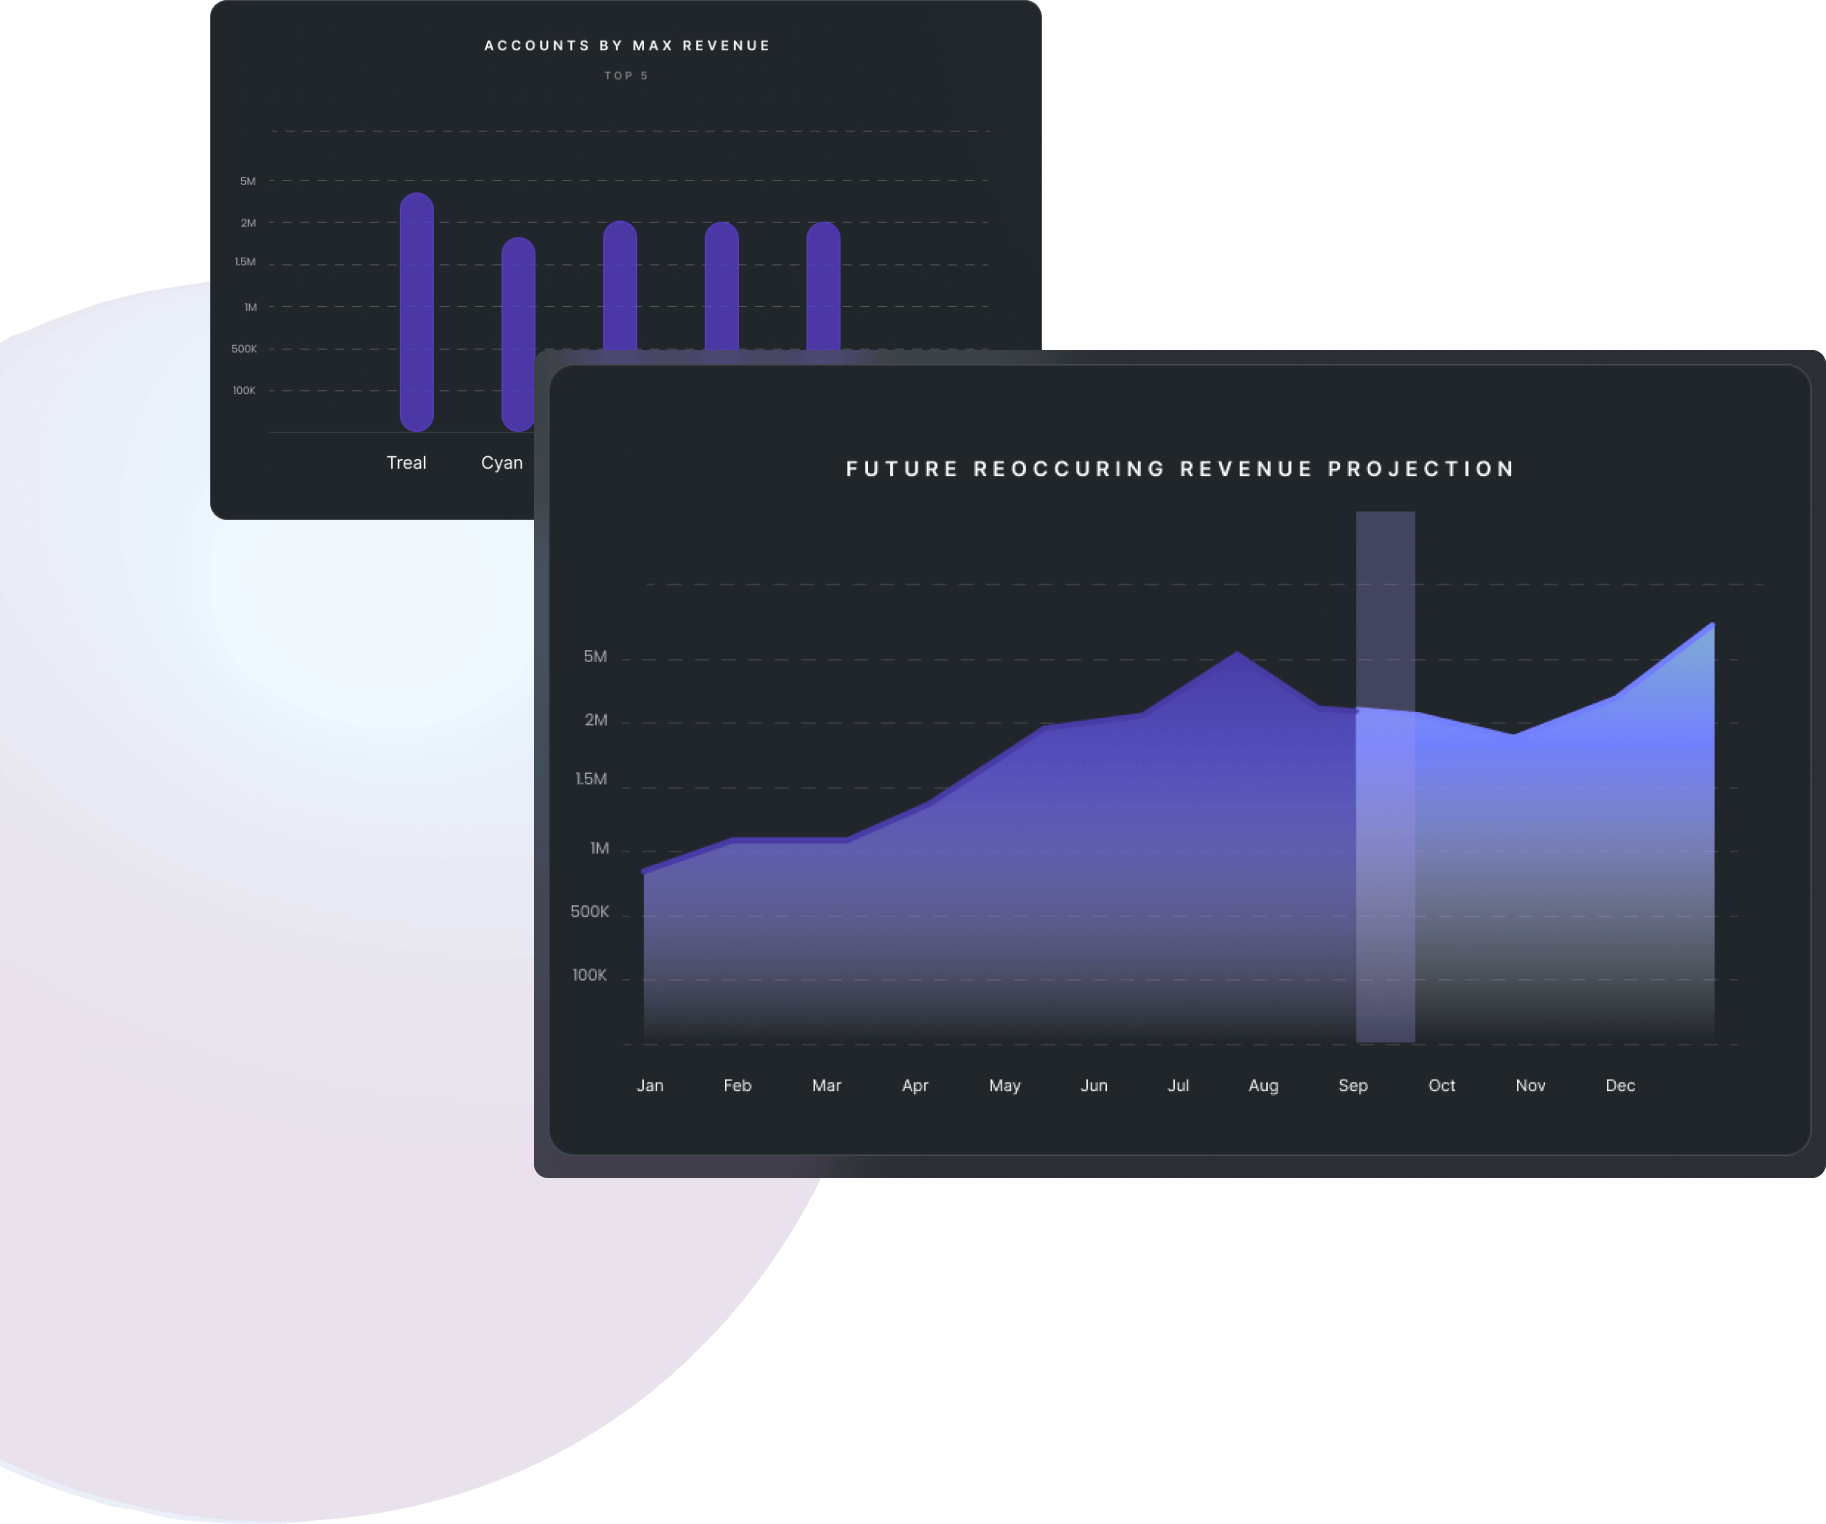 ACCOUNTS BY MAX REVENUE
TOP 5
5M
2M
1.5M
1M
500K
100K
Treal Cyan
FUTURE REOCCURING REVENUE PROJECTION
5M
2M
1.5M
1M
500K
100K
Jan Feb Mar Apr May Jun Jul Aug Sep Oct Nov Dec